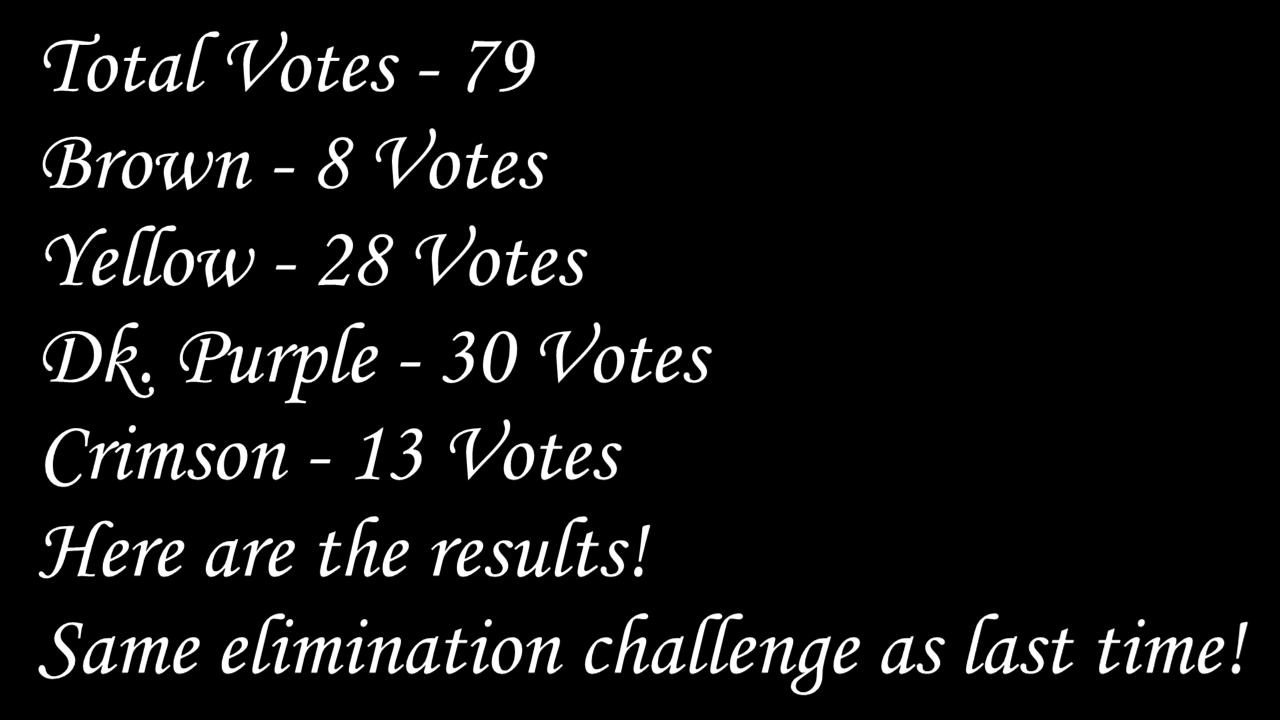 Total Votes - 79
Brown - 8 Votes
Yellow - 28 Votes
Dk. Purple - 30 Votes
Crimson - 13 Votes
Here are the results!
Same elimination challenge as last time!